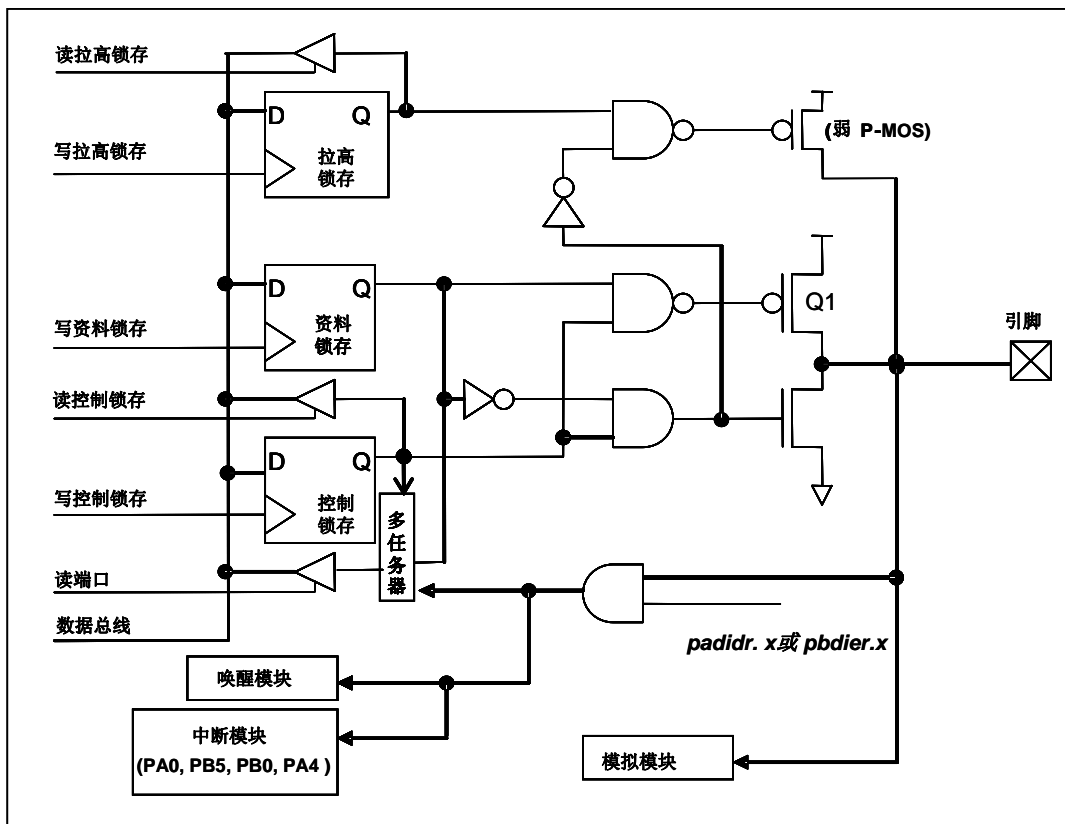 读拉高锁存
D Q
(弱 P-MOS)
写拉高锁存
拉高
锁存
D Q
Q1
写资料锁存
资料
锁存
引脚
读控制锁存
D Q
写控制锁存
控制
锁存
多任务器
读端口
数据总线
padidr. x或 pbdier.x
唤醒模块
中断模块
(PA0, PB5, PB0, PA4 )
模拟模块